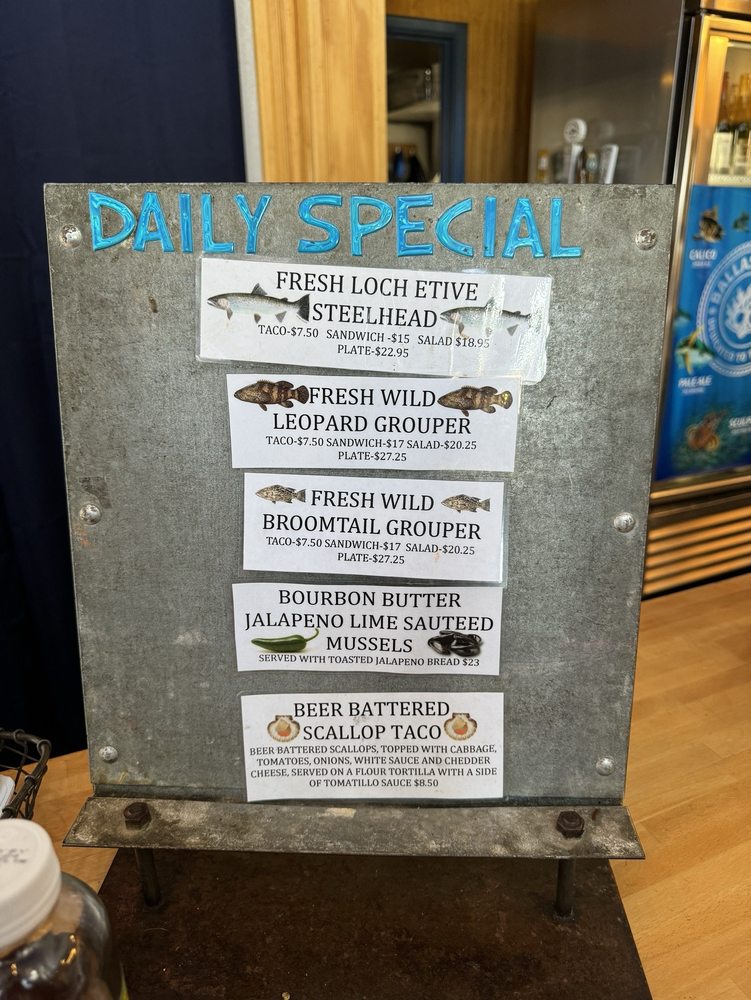 DAILY SPECIAL
FRESH LOCH ETIVE
STEELHEAD
TACO-$7.50 SANDWICH -$15 SALAD $18.95
PLATE-$22.95
FRESH WILD
LEOPARD GROUPER
TACO-$7.50 SANDWICH-$17 SALAD-$20.25
PLATE-$27.25
FRESH WILD
BROOMTAIL GROUPER
TACO-$7.50 SANDWICH-$17 SALAD-$20.25
PLATE-$27.25
BOURBON BUTTER
JALAPENO LIME SAUTEED
MUSSELS
SERVED WITH TOASTED JALAPENO BREAD $23
BEER BATTERED
SCALLOP TACO
BEER BATTERED SCALLOPS, TOPPED WITH CABBAGE,
TOMATOES, ONIONS, WHITE SAUCE AND CHEDDER
CHEESE, SERVED ON A FLOUR TORTILLA WITH A SIDE
OF TOMATILLO SAUCE $8.50
CALICO
BALLAS
PALE ALE
SCULP